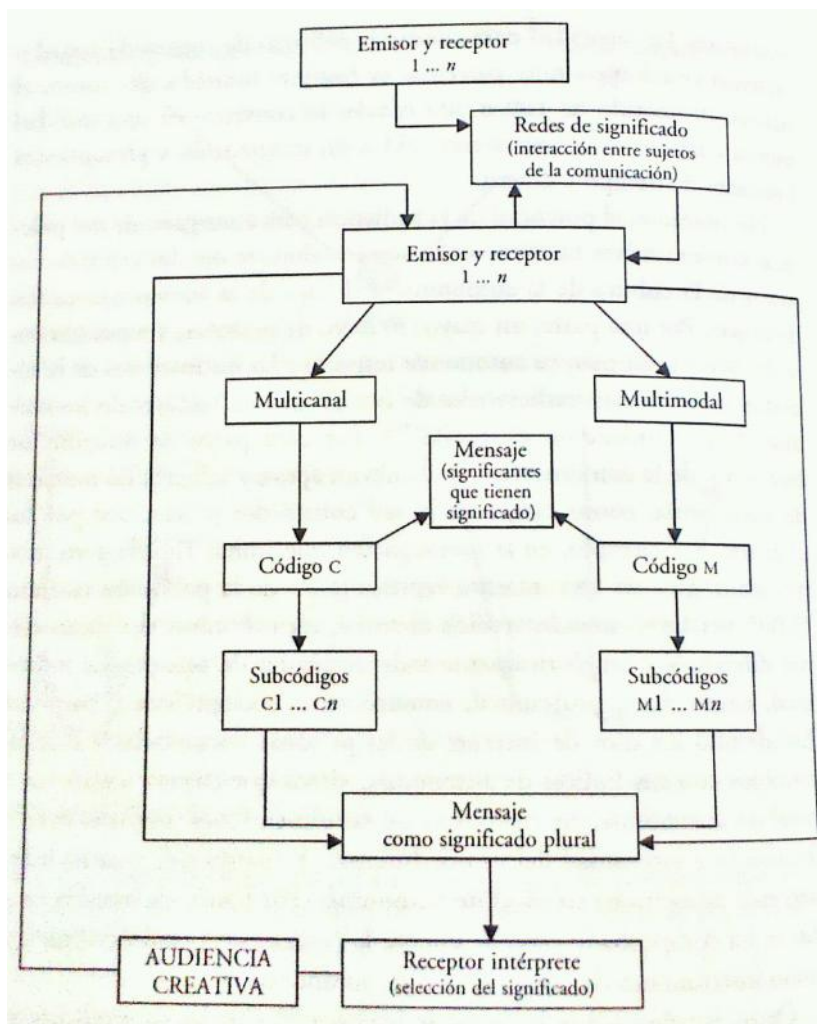 Emisor y receptor
1 ... n
Redes de significado
(interacción entre sujetos
de la comunicación)
Emisor y receptor
1 ... n
Multicanal
Multimodal
Mensaje
(significantes
que tienen
significado)
Código C
Código M
Subcódigos
C1 ... Cn
Subcódigos
M1 ... Mn
Mensaje
como significado plural
AUDIENCIA
CREATIVA
Receptor intérprete
(selección del significado)